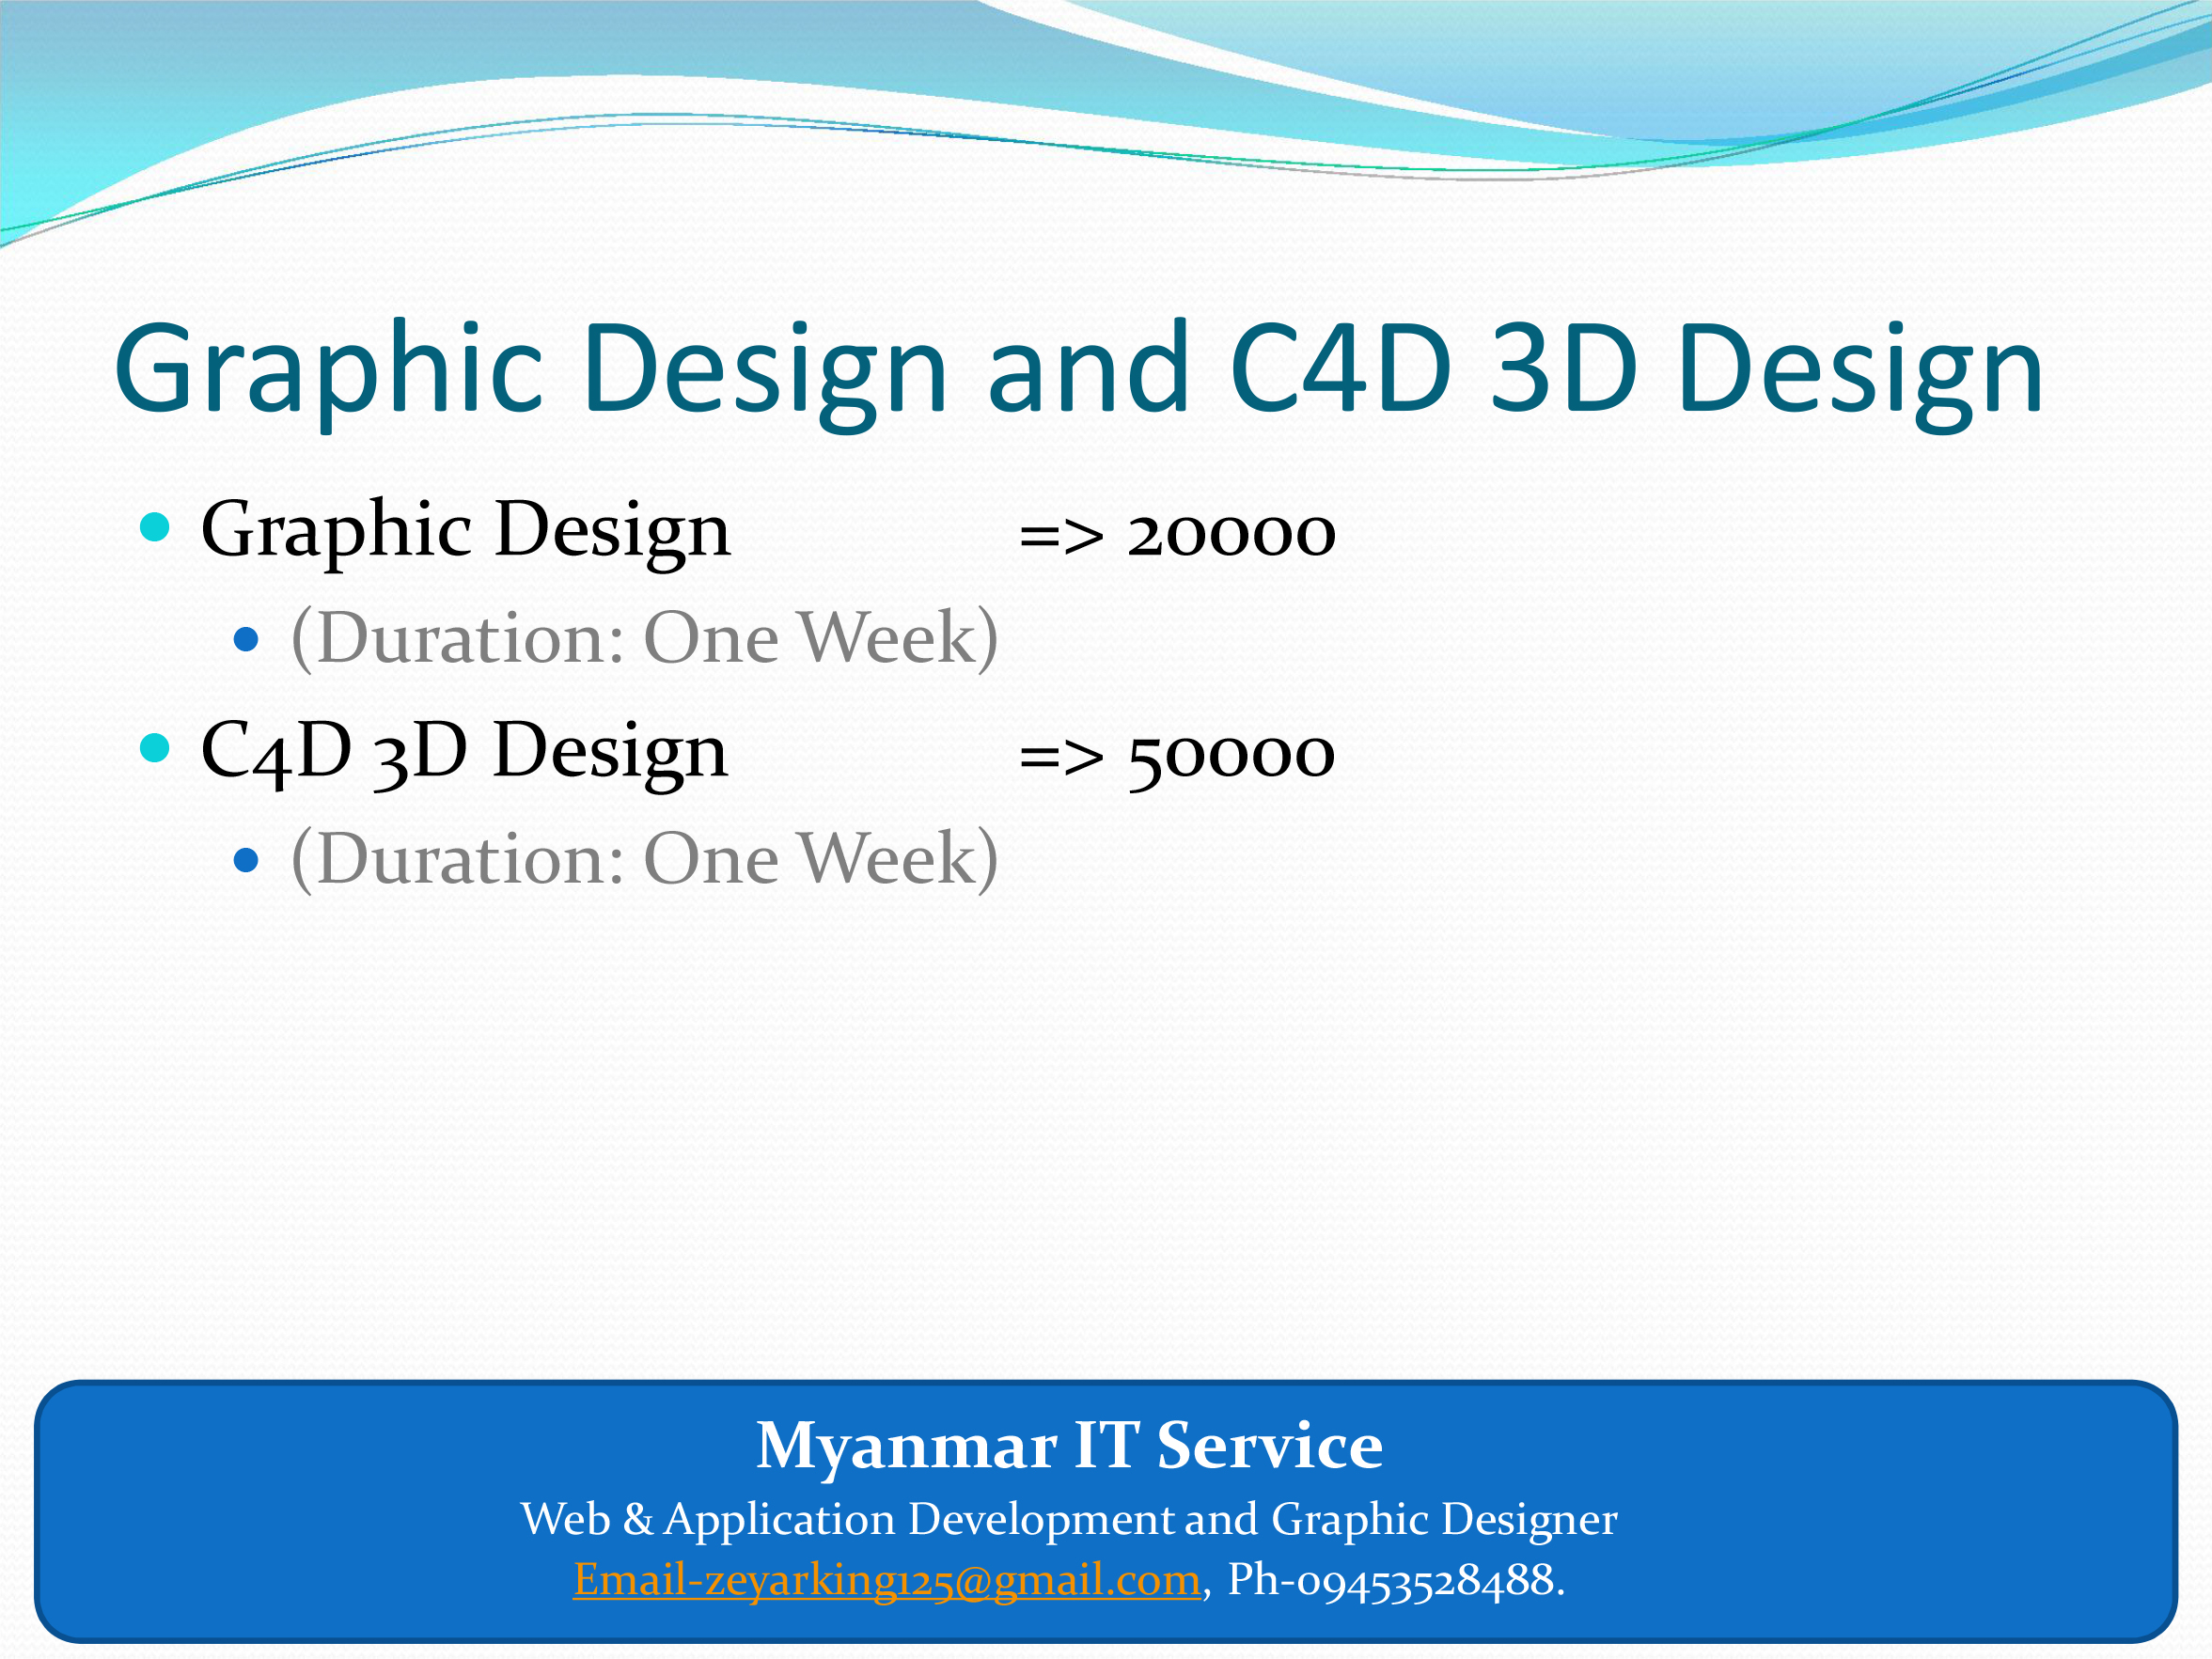 Graphic Design and C4D 3D Design
Graphic Design => 20000
(Duration: One Week)
C4D 3D Design => 50000
(Duration: One Week)
Myanmar IT Service
Web & Application Development and Graphic Designer
Email-zeyarking125@gmail.com, Ph-09453528488.